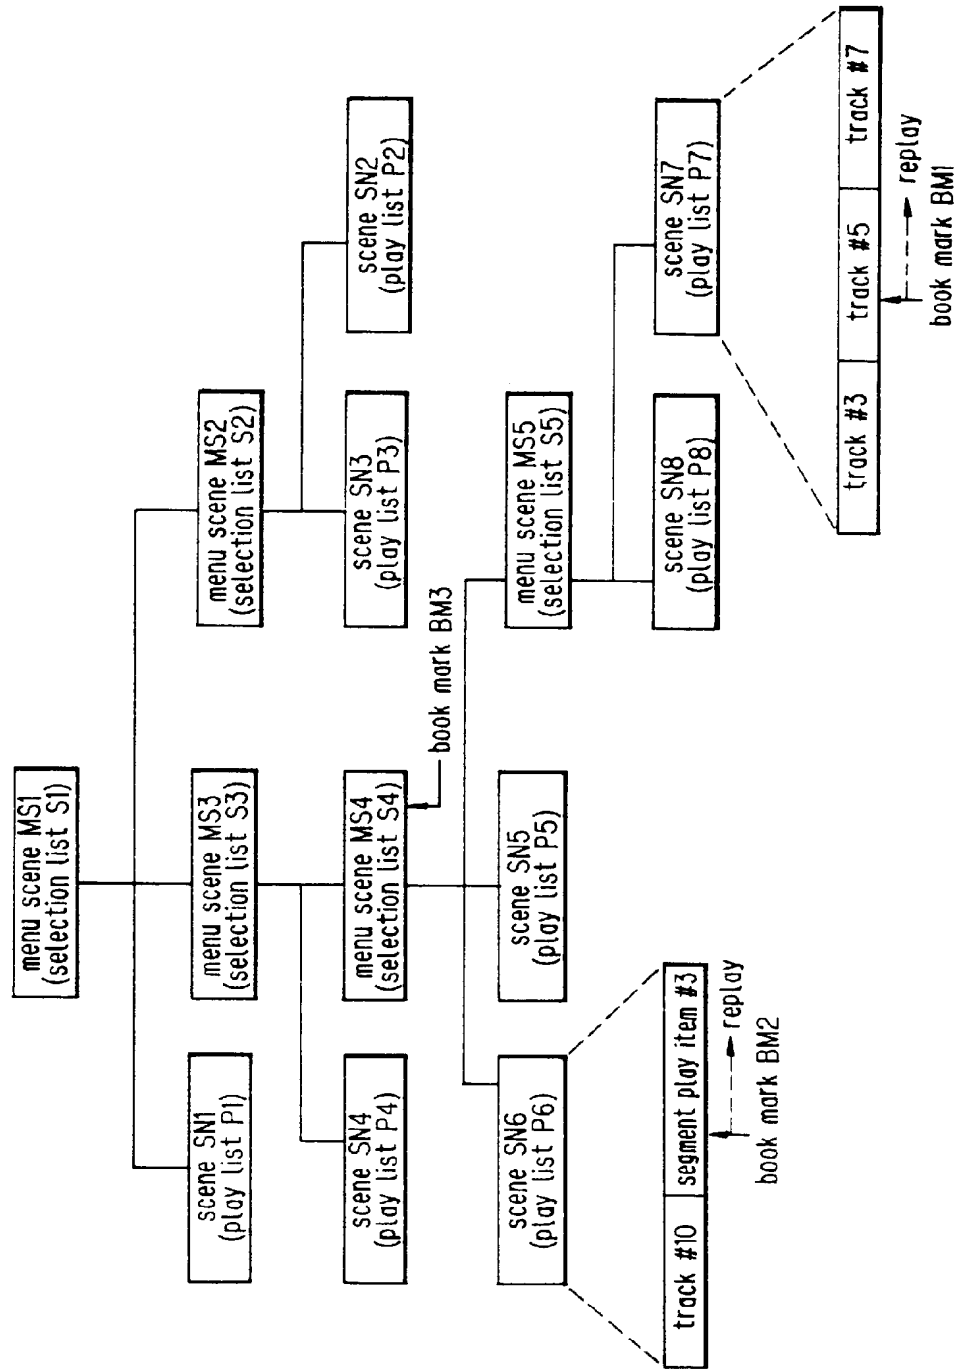 menu scene MS1
(selection list S1)
scene SN1
(play list P1)
menu scene MS3
(selection list S3)
menu scene MS2
(selection list S2)
scene SN4
(play list P4)
menu scene MS4
(selection list S4)
book mark BM3
scene SN3
(play list P3)
scene SN2
(play list P2)
scene SN6
(play list P6)
scene SN5
(play list P5)
menu scene MS5
(selection list S5)
scene SN8
(play list P8)
scene SN7
(play list P7)
track #10
segment play item #3
replay
book mark BM2
track #3
track #5
track #7
replay
book mark BM1